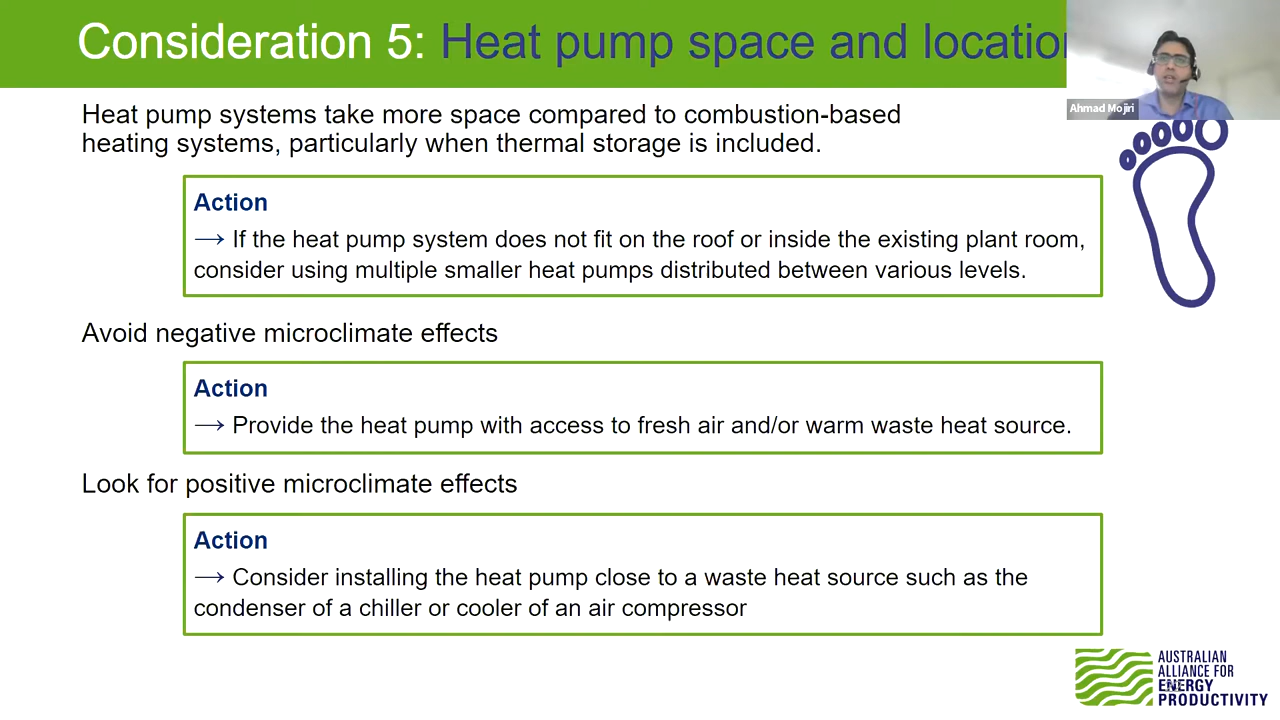 Consideration 5: Heat pump space and locatio
Ahmad Mojiri
Heat pump systems take more space compared to combustion-based
heating systems, particularly when thermal storage is included.
Action
→ If the heat pump system does not fit on the roof or inside the existing plant room,
consider using multiple smaller heat pumps distributed between various levels.
Avoid negative microclimate effects
Action
→ Provide the heat pump with access to fresh air and/or warm waste heat source.
Look for positive microclimate effects
Action
→ Consider installing the heat pump close to a waste heat source such as the
condenser of a chiller or cooler of an air compressor
AUSTRALIAN
ALLIANCE FOR
ENERGY
PRODUCTIVITY